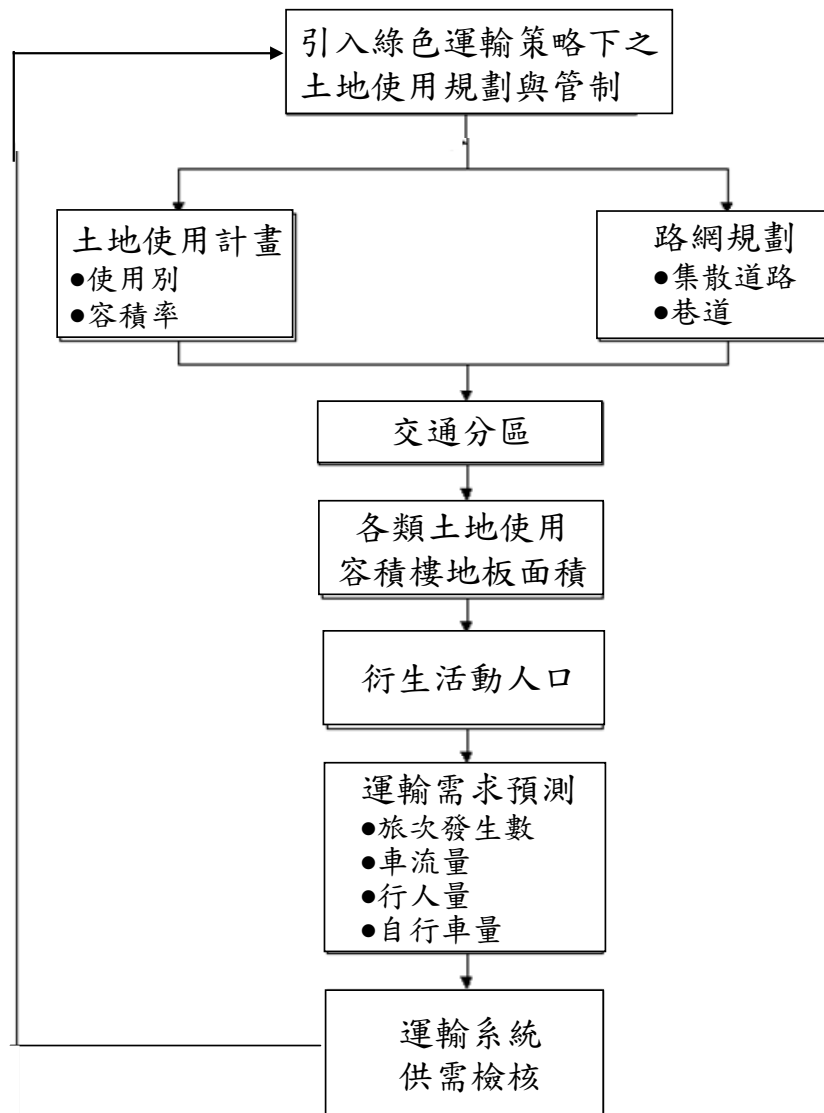 引入綠色運輸策略下之
土地使用規劃與管制
土地使用計畫
●使用別
●容積率
路網規劃
●集散道路
●巷道
交通分區
各類土地使用
容積樓地板面積
衍生活動人口
運輸需求預測
●旅次發生數
●車流量
●行人量
●自行車量
運輸系統
供需檢核